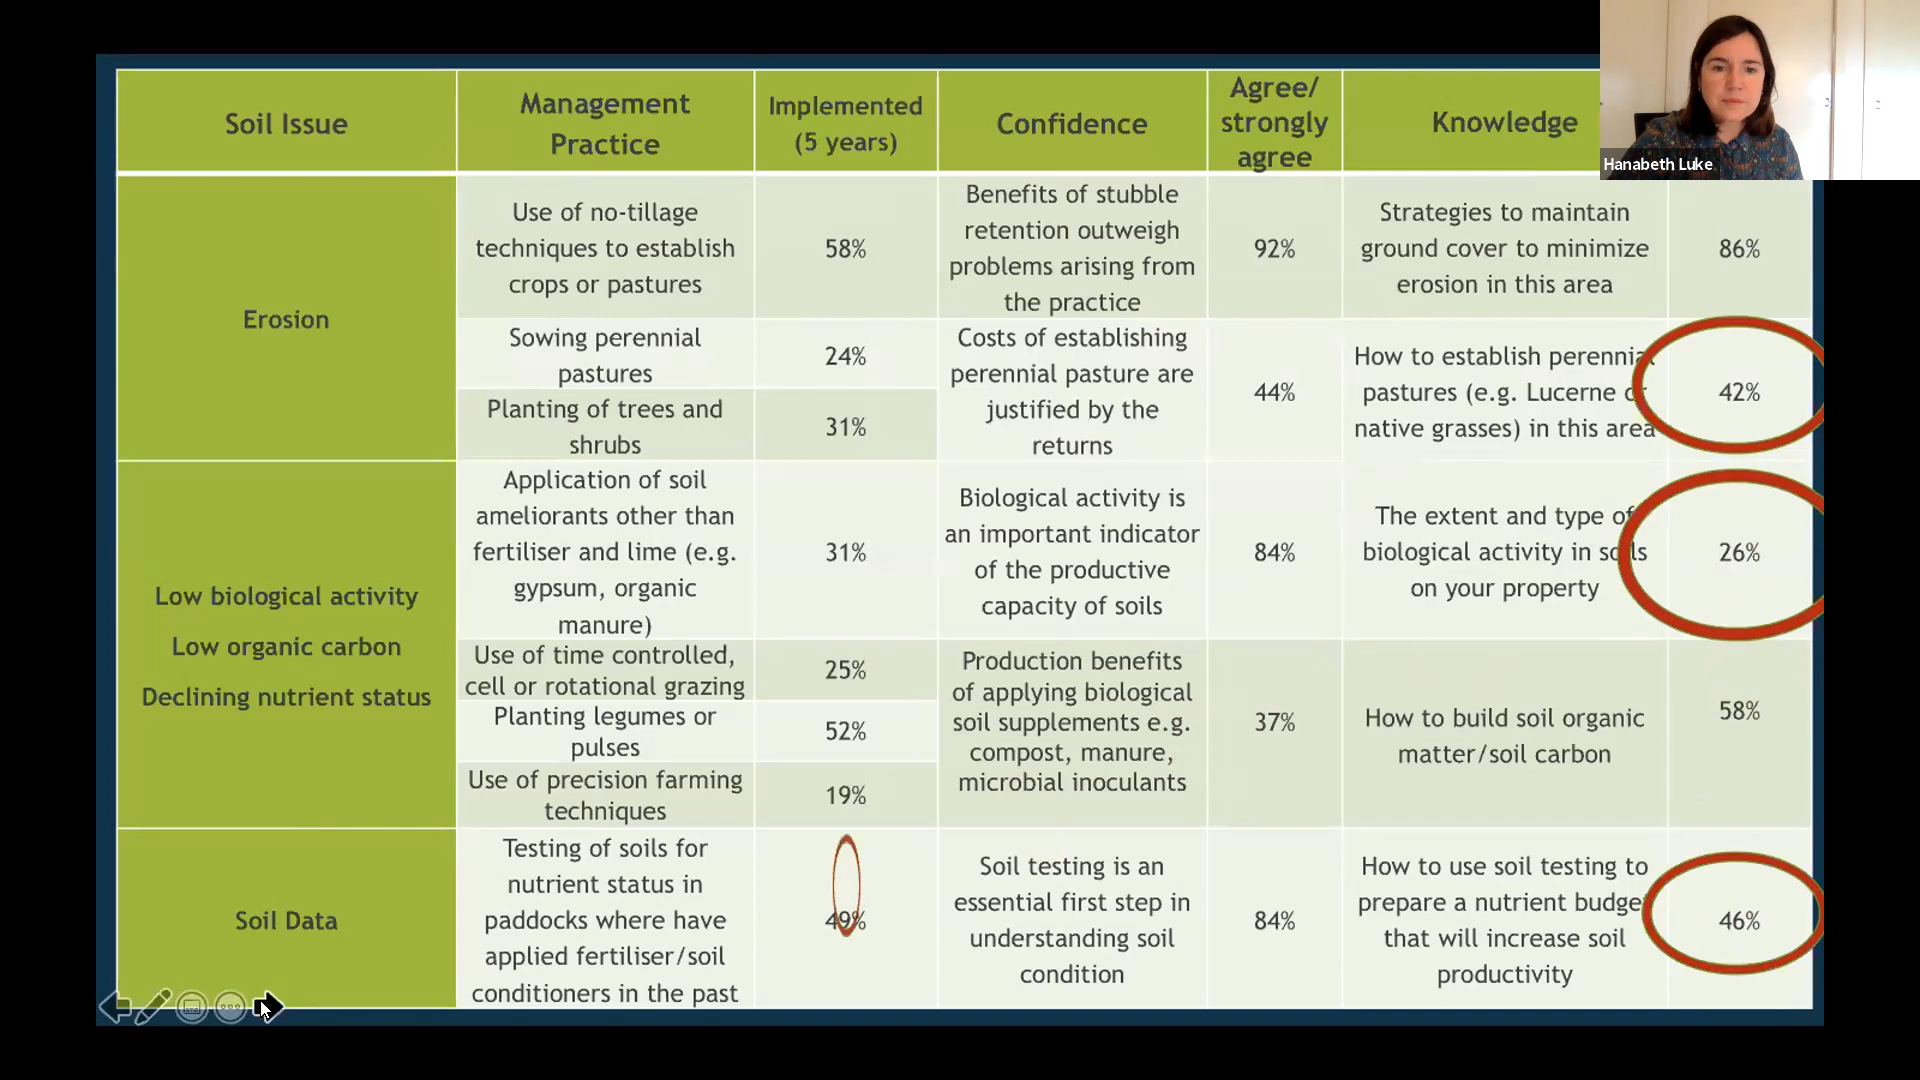 Soil Issue
Management
Practice
Implemented
(5 years)
Confidence
Agree/
strongly
agree
Knowledge
Hanabeth Luke
Erosion
Use of no-tillage
techniques to establish
crops or pastures
58%
Benefits of stubble
retention outweigh
problems arising from
the practice
92%
Strategies to maintain
ground cover to minimize
erosion in this area
86%
Sowing perennial
pastures
24%
Planting of trees and
shrubs
31%
Costs of establishing
perennial pasture are
justified by the
returns
44%
How to establish perennial
pastures (e.g. Lucerne or
native grasses) in this area
42%
Low biological activity
Low organic carbon
Declining nutrient status
Application of soil
ameliorants other than
fertiliser and lime (e.g.
gypsum, organic
manure)
31%
Biological activity is
an important indicator
of the productive
capacity of soils
84%
The extent and type of
biological activity in soils
on your property
26%
Use of time controlled,
cell or rotational grazing
25%
Planting legumes or
pulses
52%
Use of precision farming
techniques
19%
Production benefits
of applying biological
soil supplements e.g.
compost, manure,
microbial inoculants
37%
How to build soil organic
matter/soil carbon
58%
Soil Data
Testing of soils for
nutrient status in
paddocks where have
applied fertiliser/soil
conditioners in the past
49%
Soil testing is an
essential first step in
understanding soil
condition
84%
How to use soil testing to
prepare a nutrient budget
that will increase soil
productivity
46%